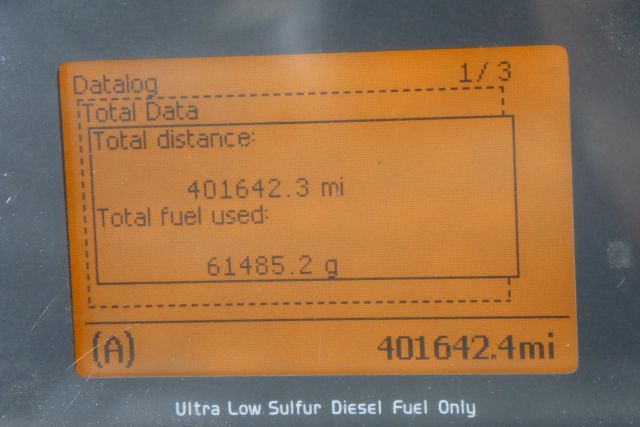 Datalog 1/3
Total Data
Total distance:
401642.3 mi
Total fuel used:
61485.2 g
(A) 401642.4mi
Ultra Low Sulfur Diesel Fuel Only